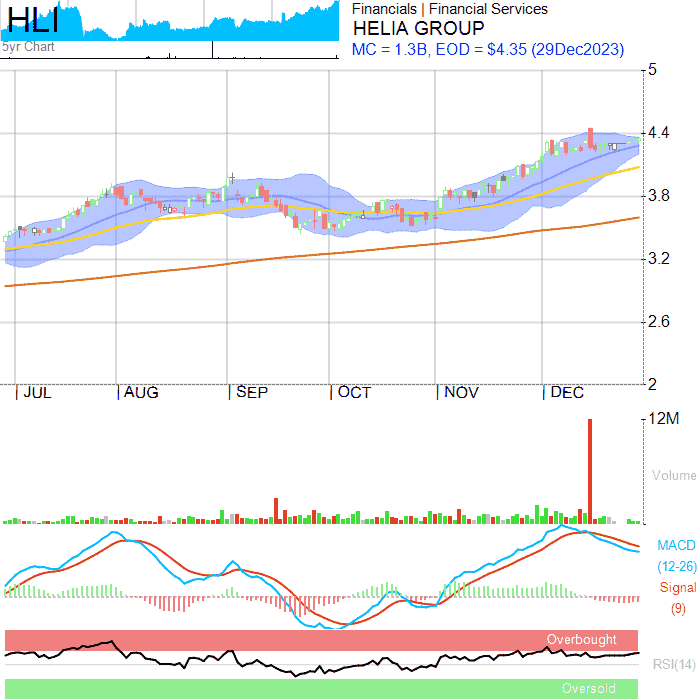 HLI
5yr Chart
Financials | Financial Services
HELIA GROUP
MC = 1.3B, EOD = $4.35 (29Dec2023)
5
4.4
3.8
3.2
2.6
2
JUL
AUG
SEP
OCT
NOV
DEC
12M
Volume
MACD
(12-26)
Signal
(9)
Overbought
RSI(14)
Oversold